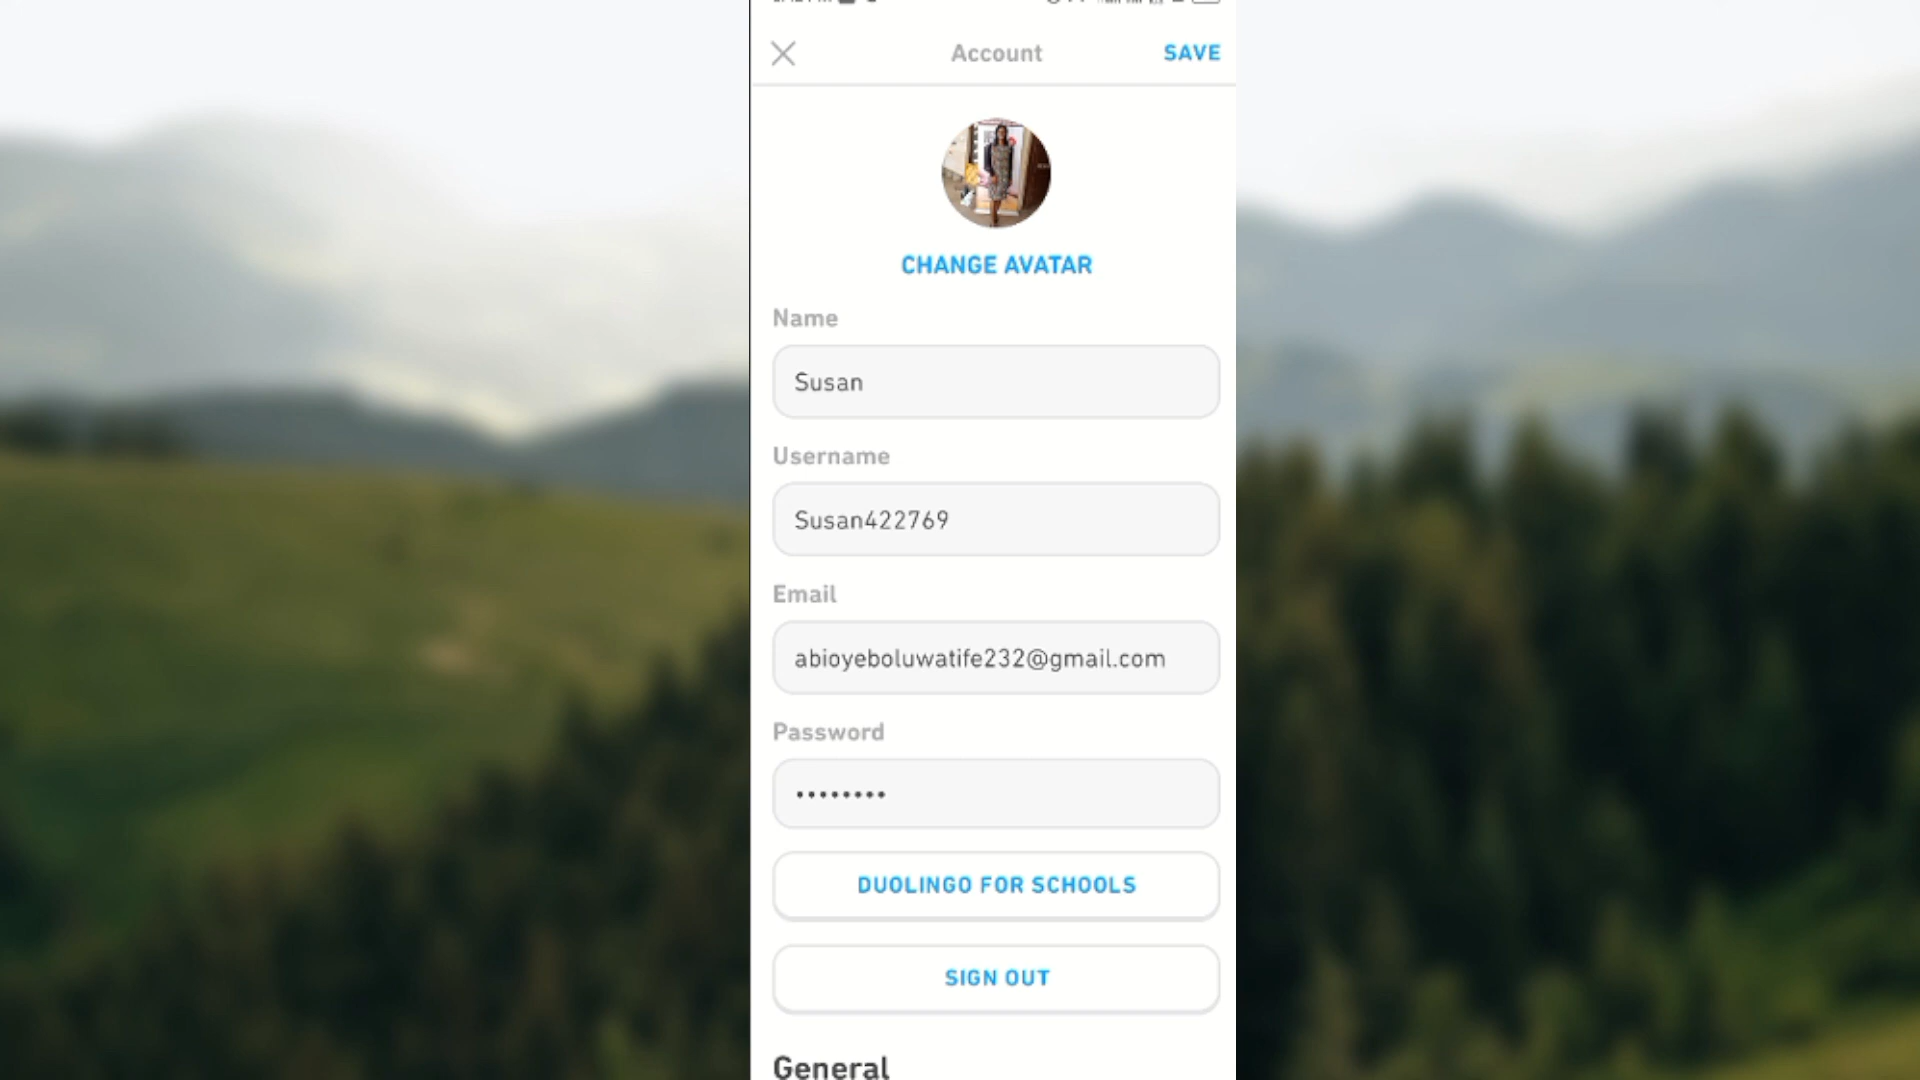 Account
SAVE
CHANGE AVATAR
Name
Susan
Username
Susan422769
Email
abioyeboluwatife232@gmail.com
Password
••••••••
DUOLINGO FOR SCHOOLS
SIGN OUT
General